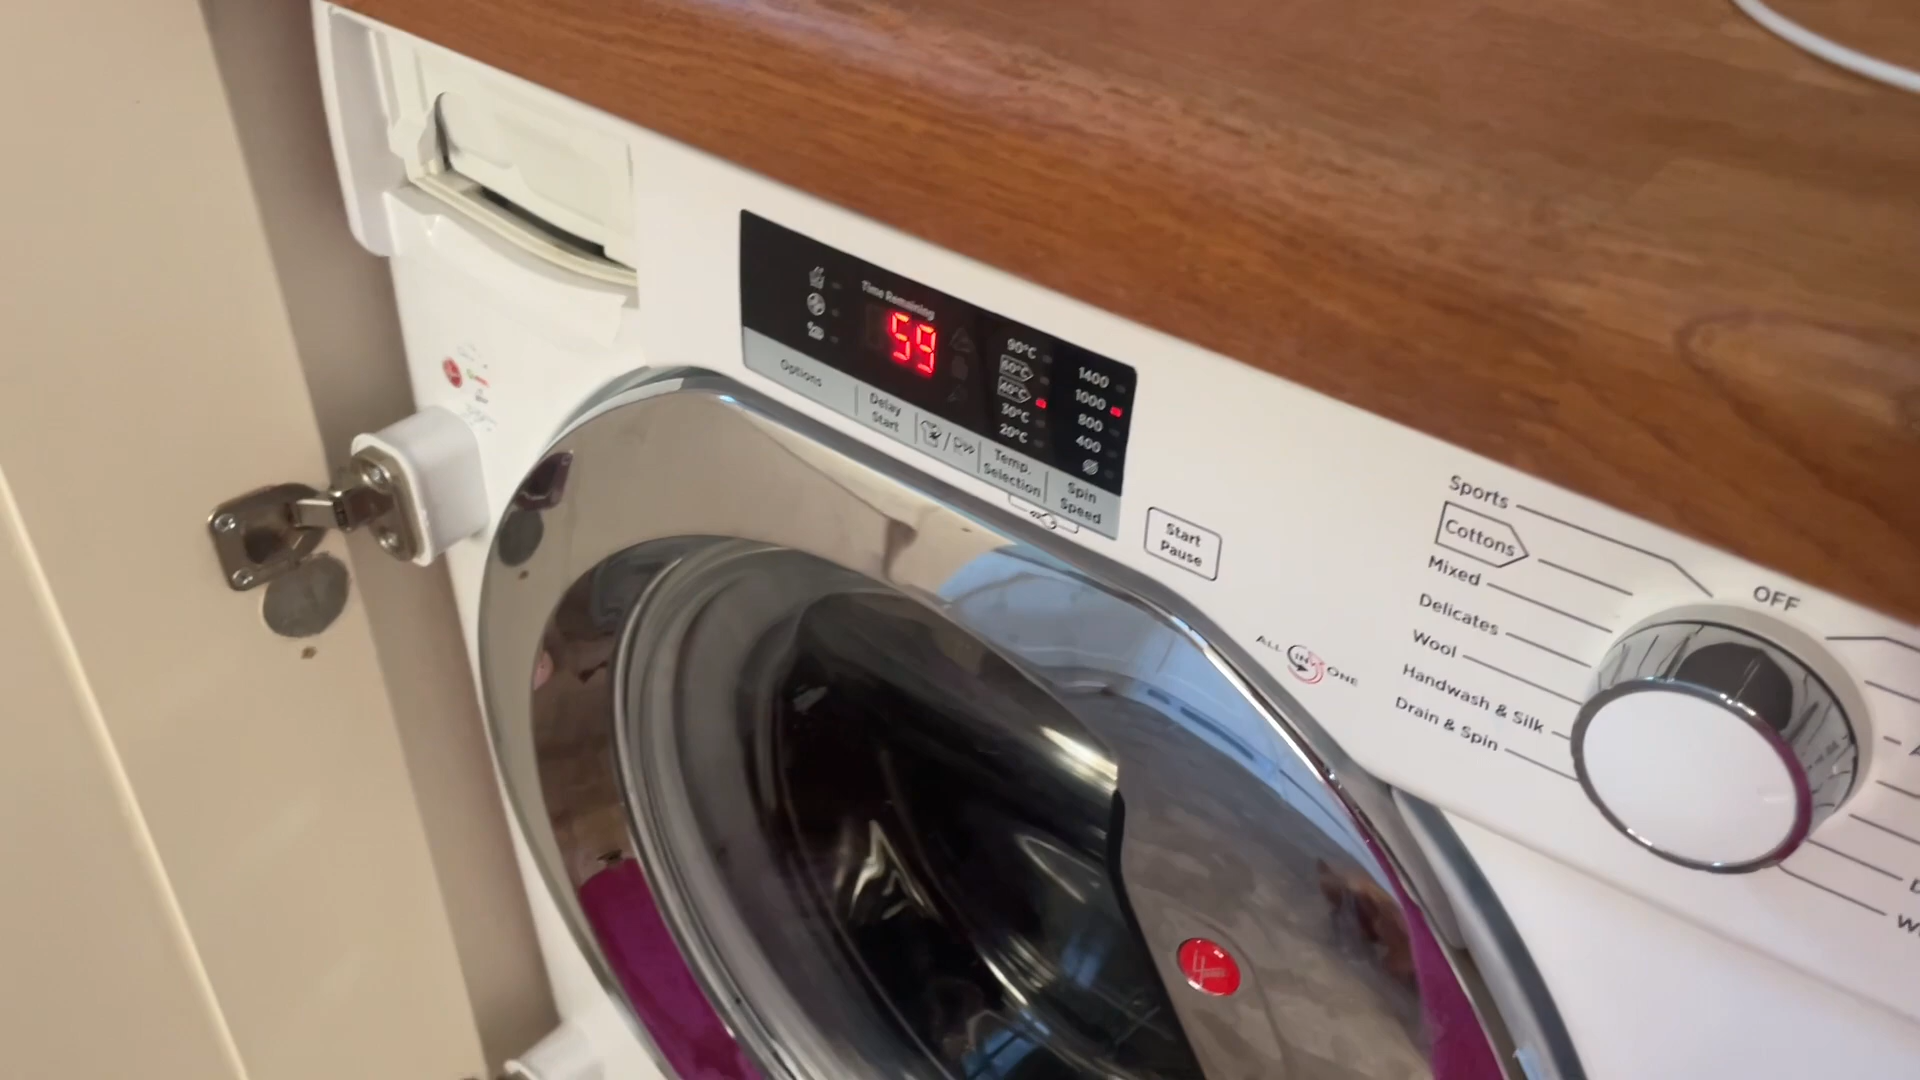 Time Remaining
59
90°C
60°C
40°C
30°C
20°C
1400
1000
800
400
Options
Delay
Start
Temp.
Selection
Spin
Speed
Start
Pause
ALL IN ONE
Sports
Cottons
Mixed
Delicates
Wool
Handwash & Silk
Drain & Spin
OFF